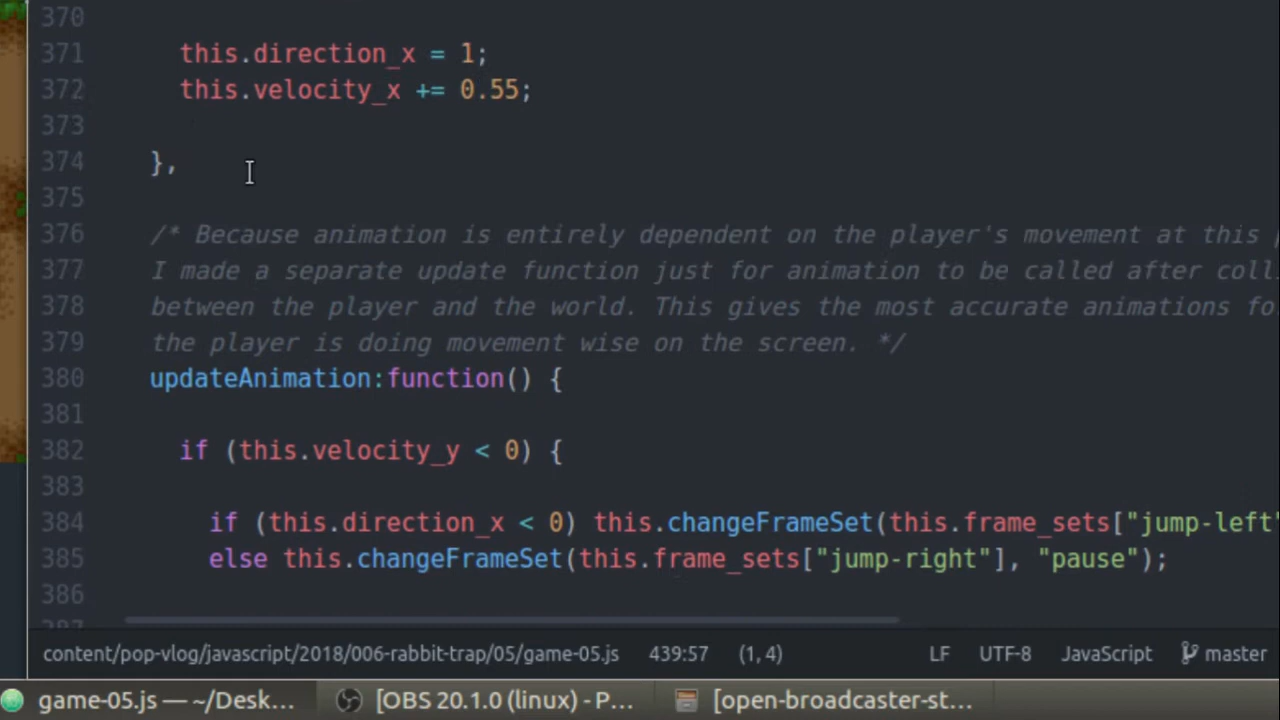 370
371 this.direction_x = 1;
372 this.velocity_x += 0.55;
373
374 },
375
376 /* Because animation is entirely dependent on the player's movement at this
377 I made a separate update function just for animation to be called after coll
378 between the player and the world. This gives the most accurate animations fo
379 the player is doing movement wise on the screen. */
380 updateAnimation:function() {
381
382 if (this.velocity_y < 0) {
383
384 if (this.direction_x < 0) this.changeFrameSet(this.frame_sets["jump-left"
385 else this.changeFrameSet(this.frame_sets["jump-right"], "pause");
386
content/pop-vlog/javascript/2018/006-rabbit-trap/05/game-05.js 439:57 (1, 4) LF UTF-8 JavaScript master
game-05.js — ~/Desk... [OBS 20.1.0 (linux) - P... [open-broadcaster-st...